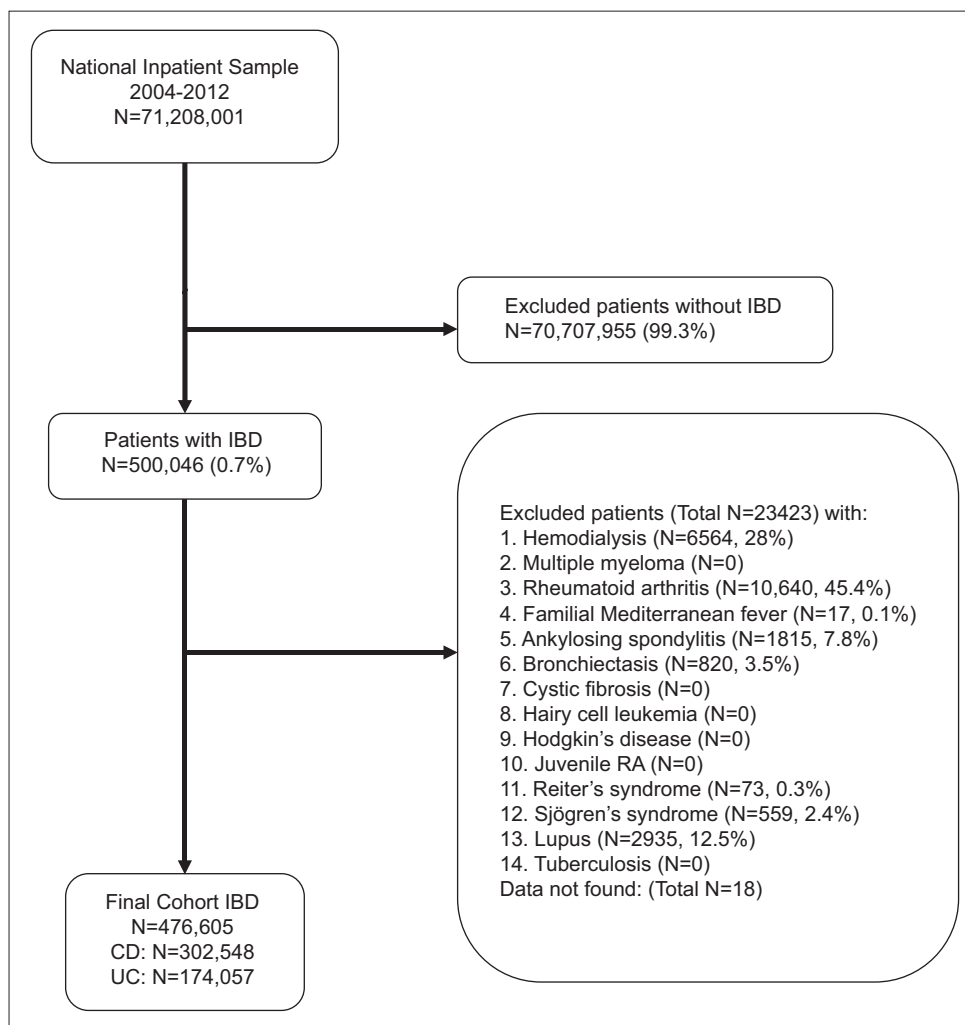 National Inpatient Sample
2004-2012
N=71,208,001
Excluded patients without IBD
N=70,707,955 (99.3%)
Patients with IBD
N=500,046 (0.7%)
Excluded patients (Total N=23423) with:
1. Hemodialysis (N=6564, 28%)
2. Multiple myeloma (N=0)
3. Rheumatoid arthritis (N=10,640, 45.4%)
4. Familial Mediterranean fever (N=17, 0.1%)
5. Ankylosing spondylitis (N=1815, 7.8%)
6. Bronchiectasis (N=820, 3.5%)
7. Cystic fibrosis (N=0)
8. Hairy cell leukemia (N=0)
9. Hodgkin’s disease (N=0)
10. Juvenile RA (N=0)
11. Reiter’s syndrome (N=73, 0.3%)
12. Sjögren’s syndrome (N=559, 2.4%)
13. Lupus (N=2935, 12.5%)
14. Tuberculosis (N=0)
Data not found: (Total N=18)
Final Cohort IBD
N=476,605
CD: N=302,548
UC: N=174,057